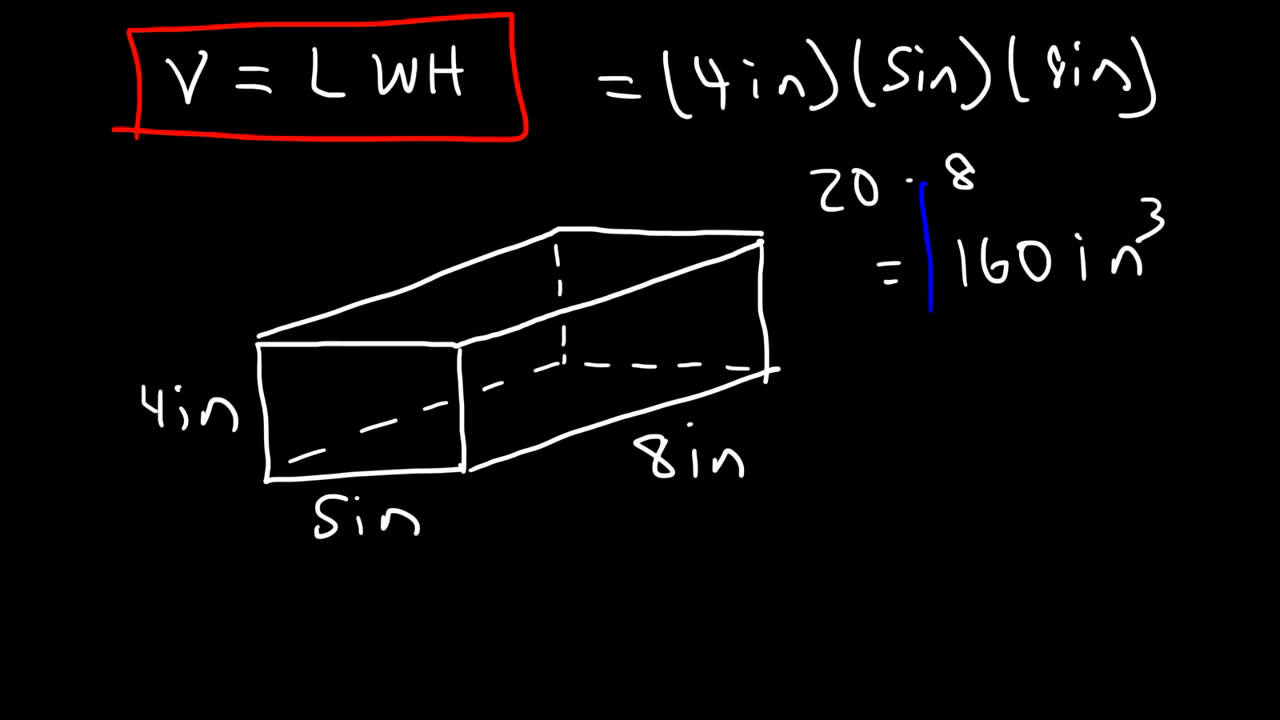 V = L W H = (4in)(5in)(8in)
20 · 8
= 160 in³
4in
8in
5in